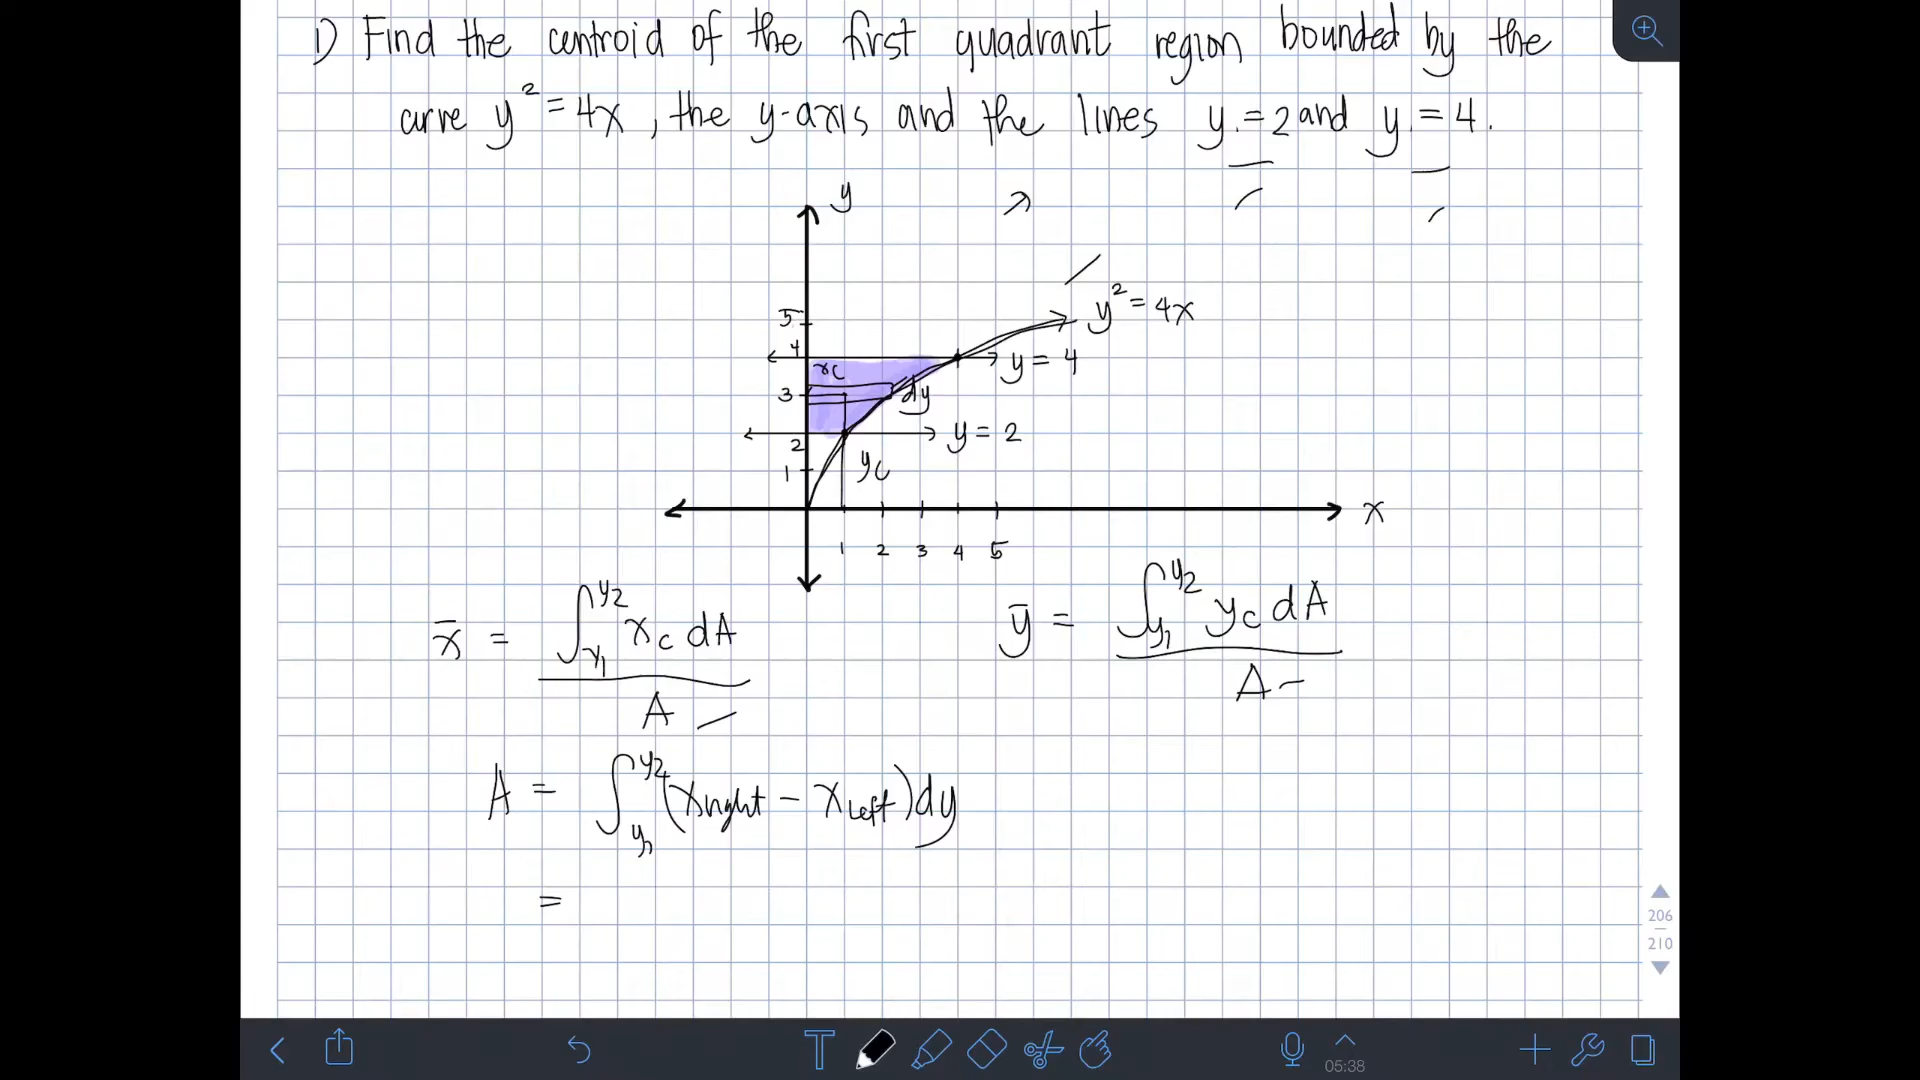 1) Find the centroid of the first quadrant region bounded by the
curve y² = 4x, the y-axis and the lines y = 2 and y = 4.
y
5
y² = 4x
4
xc
y = 4
3
dy
2
y = 2
1
yc
x
1 2 3 4 5
x̄ = ∫_{y₁}^{y₂} xc dA / A
ȳ = ∫_{y₁}^{y₂} yc dA / A
A = ∫_{y₁}^{y₂} (xright - xLeft) dy
=
206
210
T
05:38